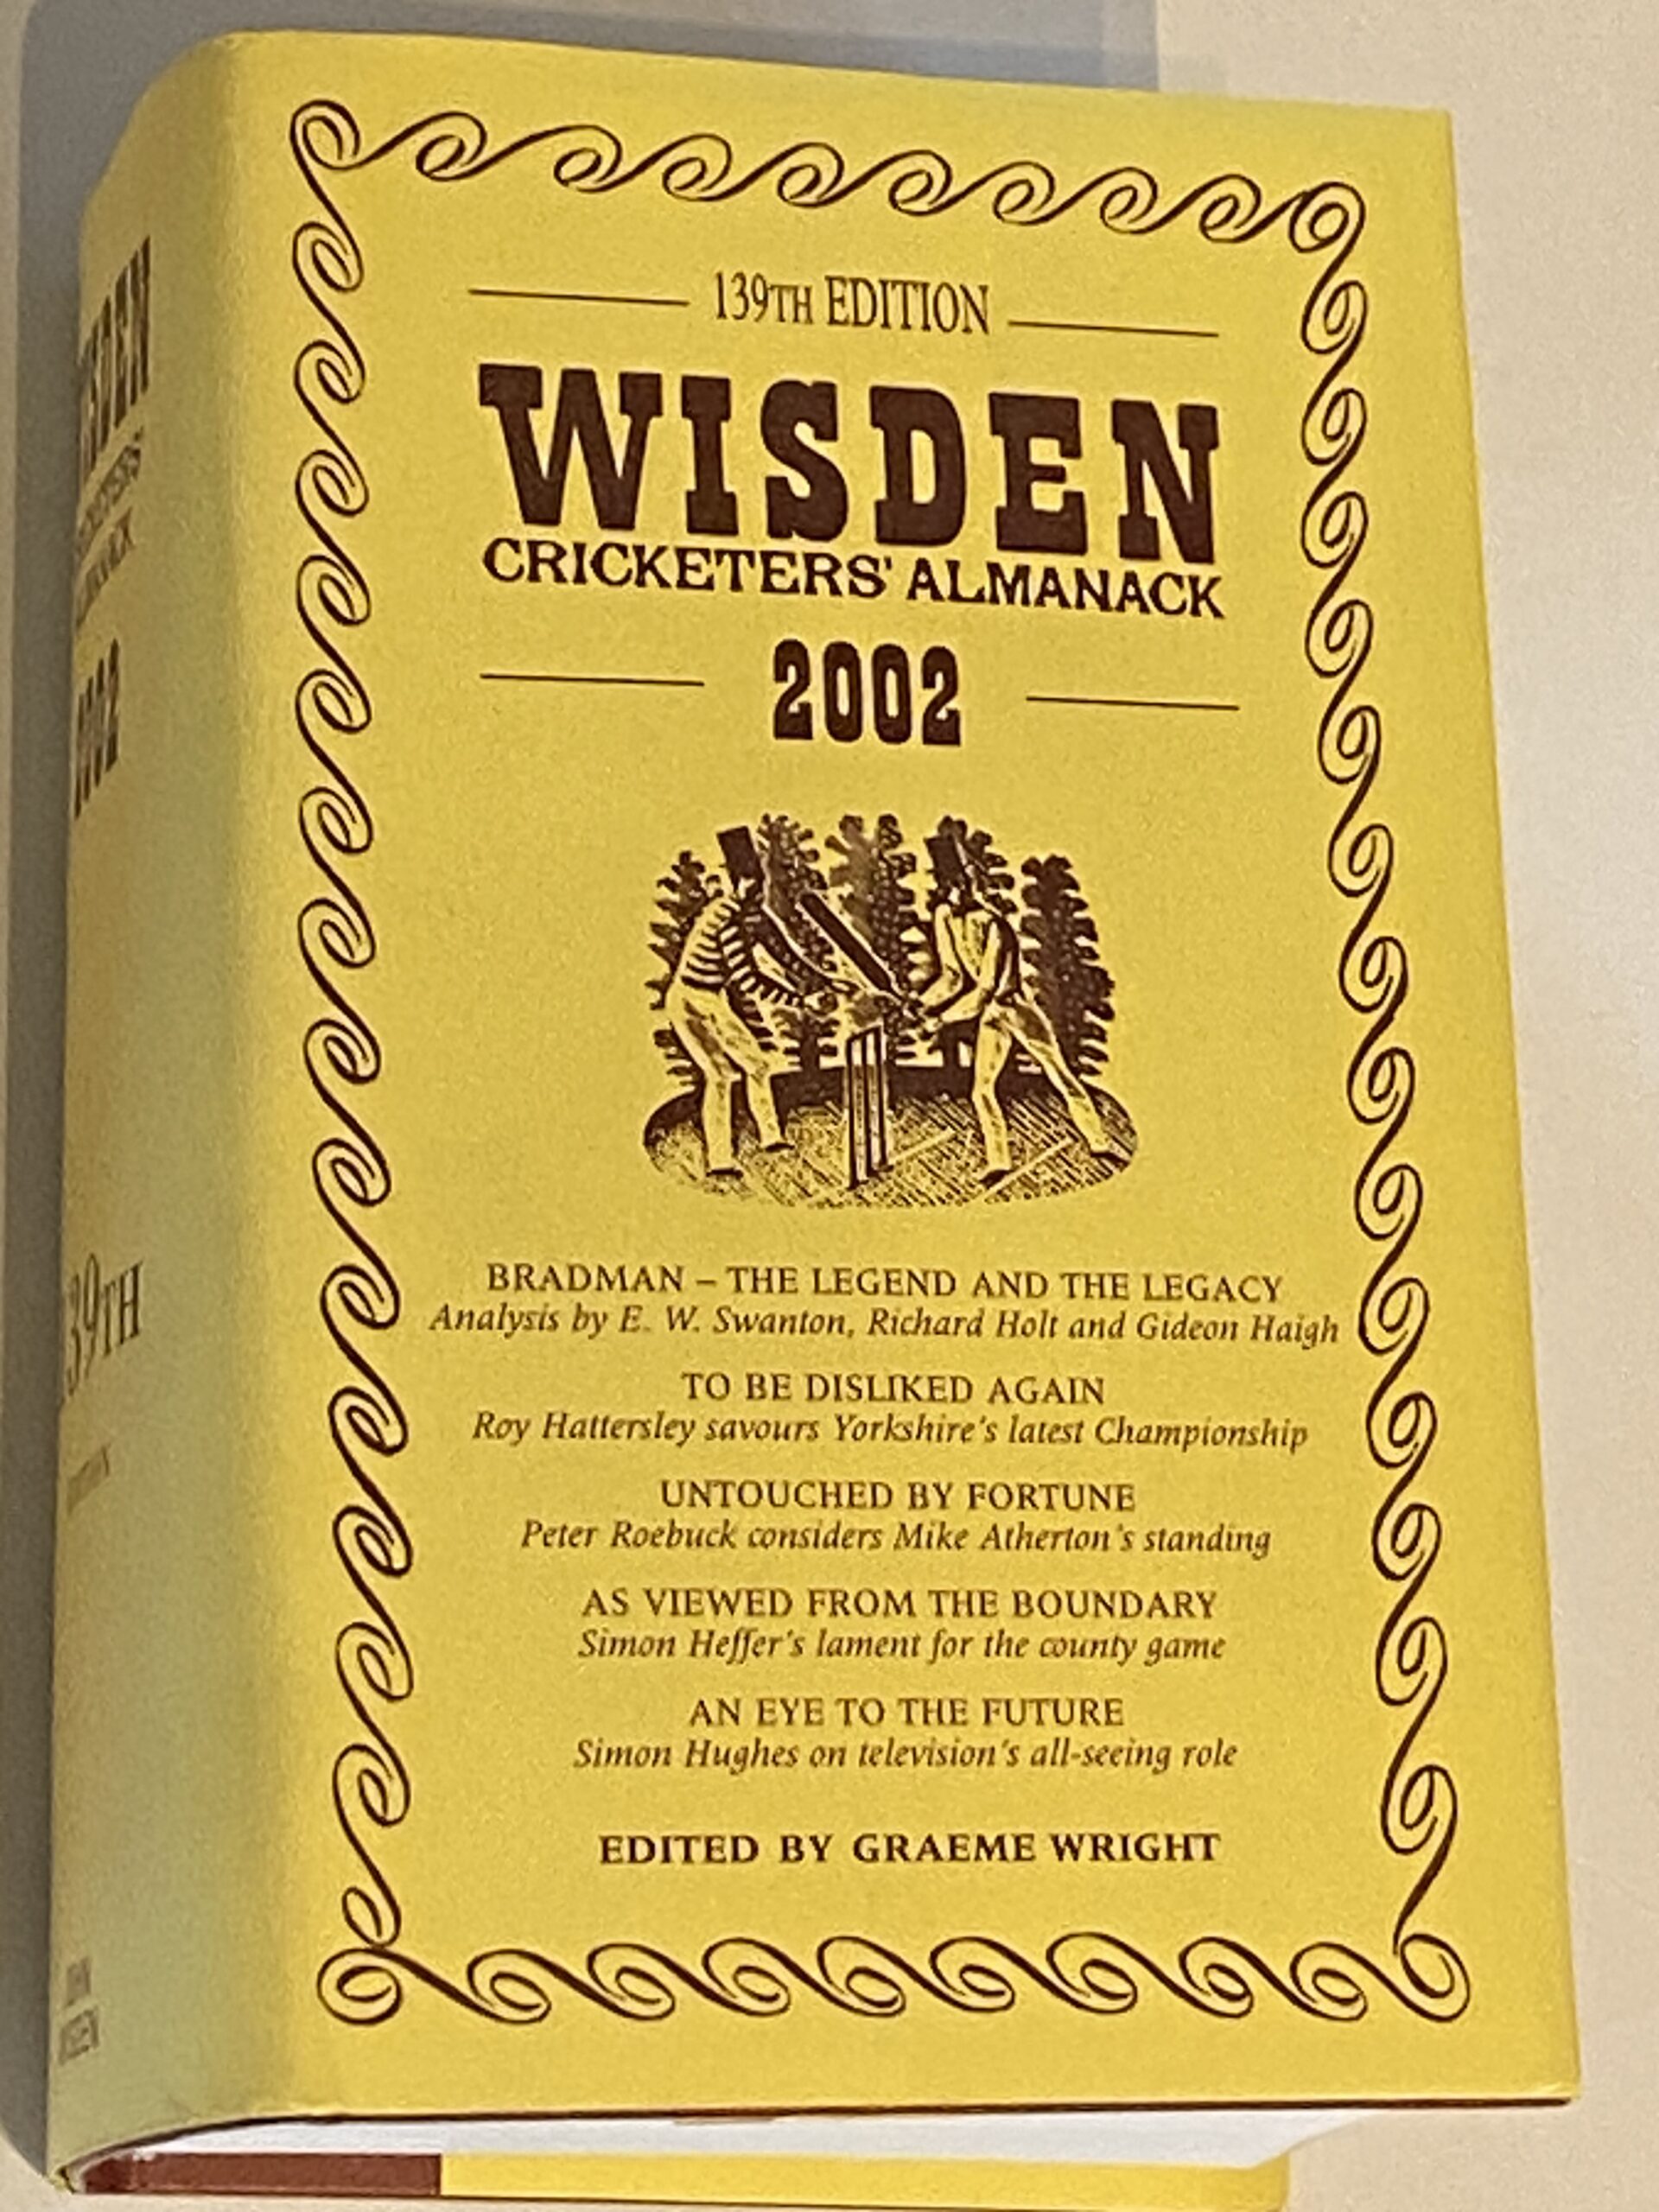 139TH EDITION
WISDEN
CRICKETERS' ALMANACK
2002
BRADMAN – THE LEGEND AND THE LEGACY
Analysis by E. W. Swanton, Richard Holt and Gideon Haigh
TO BE DISLIKED AGAIN
Roy Hattersley savours Yorkshire's latest Championship
UNTOUCHED BY FORTUNE
Peter Roebuck considers Mike Atherton's standing
AS VIEWED FROM THE BOUNDARY
Simon Heffer's lament for the county game
AN EYE TO THE FUTURE
Simon Hughes on television's all-seeing role
EDITED BY GRAEME WRIGHT